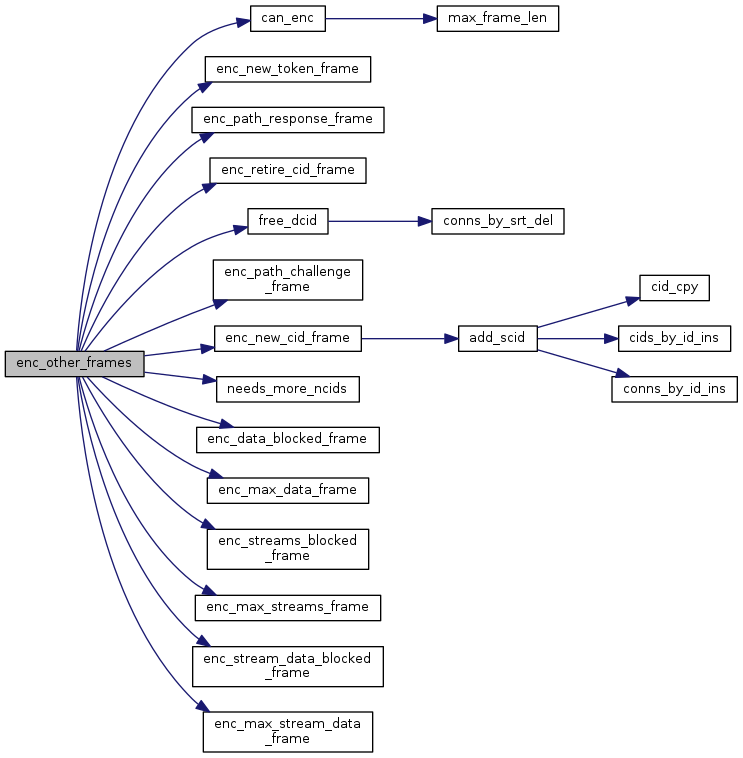 can_enc
max_frame_len
enc_new_token_frame
enc_path_response_frame
enc_retire_cid_frame
free_dcid
conns_by_srt_del
enc_path_challenge
_frame
cid_cpy
enc_other_frames
enc_new_cid_frame
add_scid
cids_by_id_ins
needs_more_ncids
conns_by_id_ins
enc_data_blocked_frame
enc_max_data_frame
enc_streams_blocked
_frame
enc_max_streams_frame
enc_stream_data_blocked
_frame
enc_max_stream_data
_frame